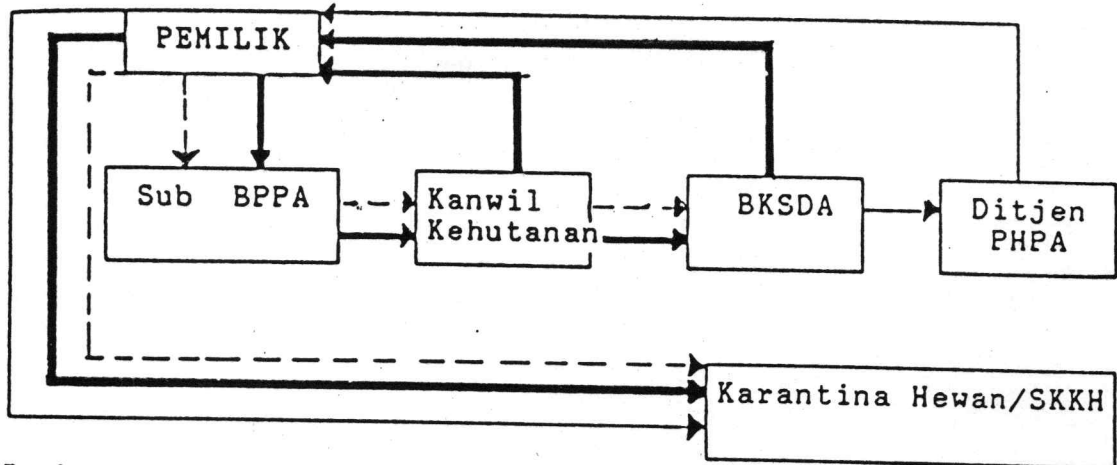 PEMILIK
Sub BPPA
Kanwil
Kehutanan
BKSDA
Ditjen
PHPA
Karantina Hewan/SKKH